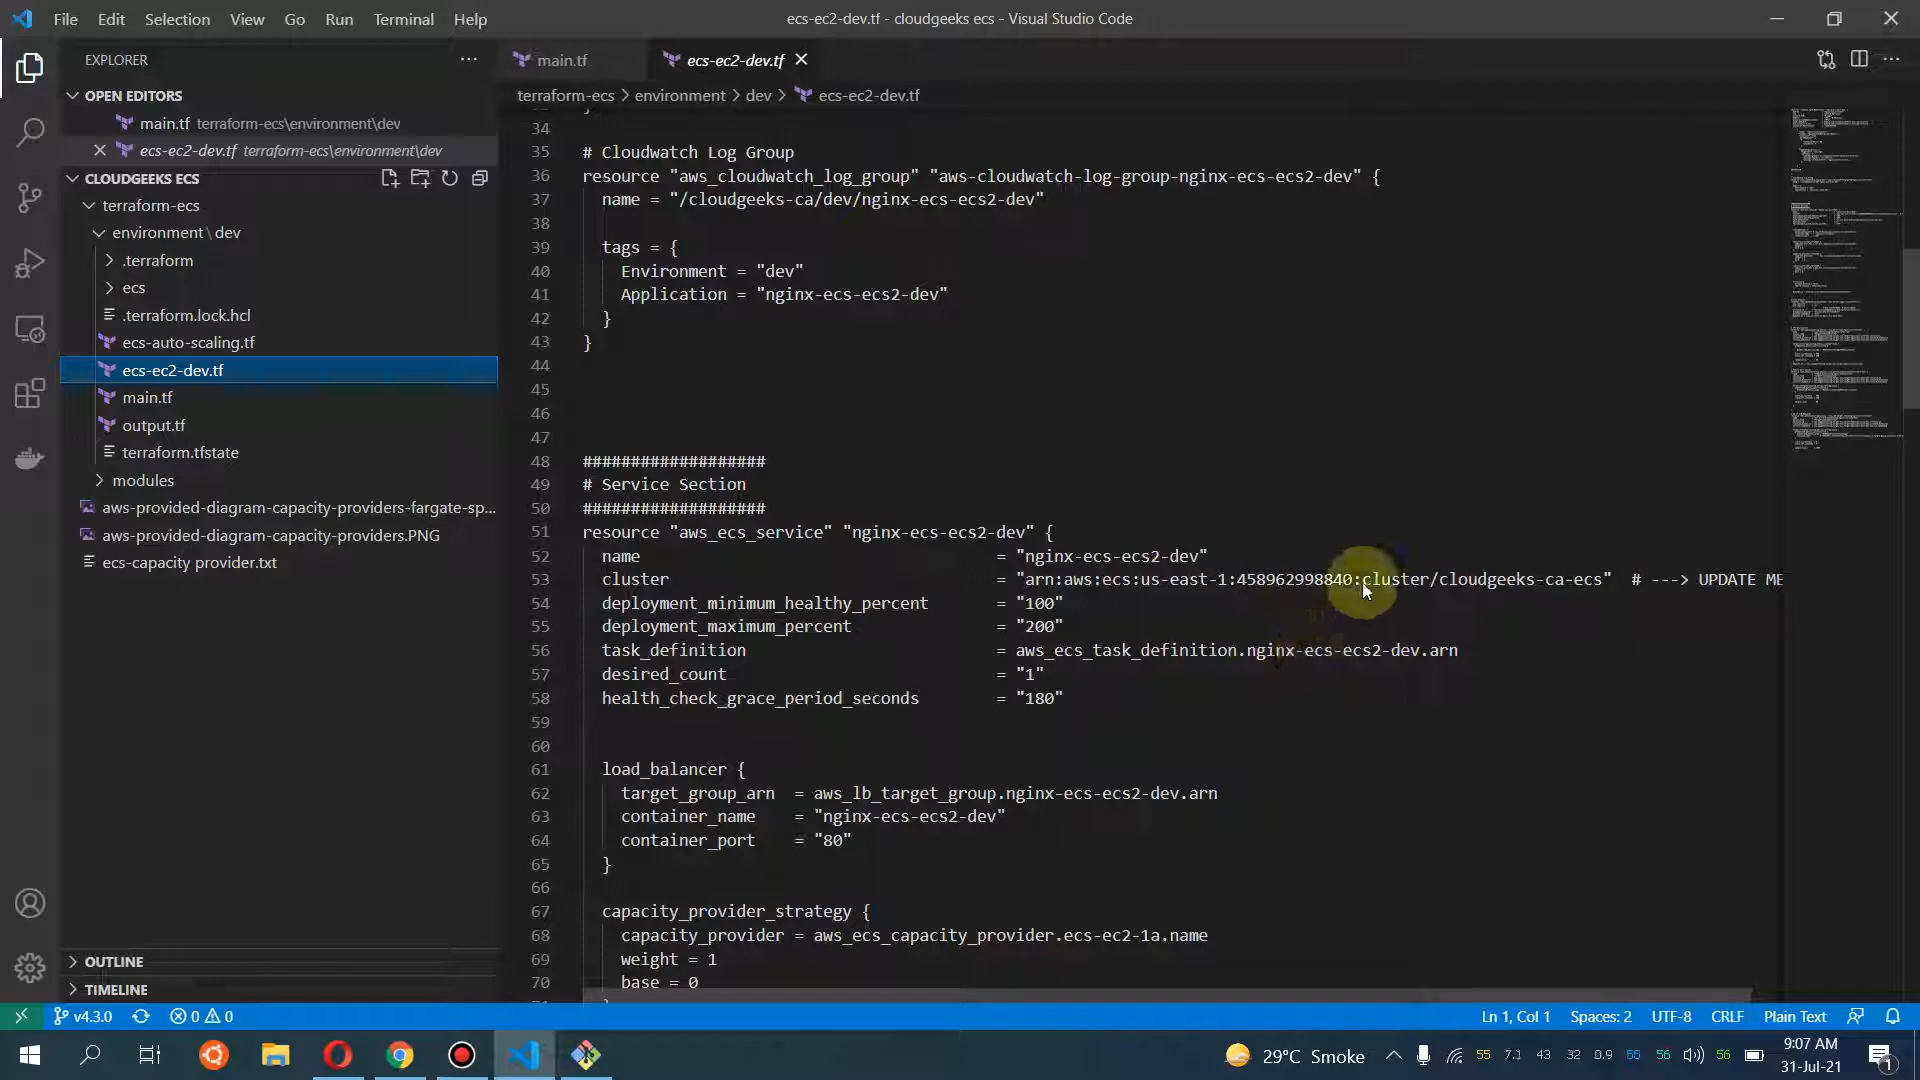 File Edit Selection View Go Run Terminal Help
ecs-ec2-dev.tf - cloudgeeks ecs - Visual Studio Code
EXPLORER
OPEN EDITORS
main.tf terraform-ecs\environment\dev
ecs-ec2-dev.tf terraform-ecs\environment\dev
CLOUDGEEKS ECS
terraform-ecs
environment \ dev
.terraform
ecs
.terraform.lock.hcl
ecs-auto-scaling.tf
ecs-ec2-dev.tf
main.tf
output.tf
terraform.tfstate
modules
aws-provided-diagram-capacity-providers-fargate-sp...
aws-provided-diagram-capacity-providers.PNG
ecs-capacity provider.txt
OUTLINE
TIMELINE
main.tf
ecs-ec2-dev.tf
terraform-ecs > environment > dev > ecs-ec2-dev.tf
34
35 # Cloudwatch Log Group
36 resource "aws_cloudwatch_log_group" "aws-cloudwatch-log-group-nginx-ecs-ecs2-dev" {
37 name = "/cloudgeeks-ca/dev/nginx-ecs-ecs2-dev"
38
39 tags = {
40 Environment = "dev"
41 Application = "nginx-ecs-ecs2-dev"
42 }
43 }
44
45
46
47
48 ###################
49 # Service Section
50 ###################
51 resource "aws_ecs_service" "nginx-ecs-ecs2-dev" {
52 name = "nginx-ecs-ecs2-dev"
53 cluster = "arn:aws:ecs:us-east-1:458962998840:cluster/cloudgeeks-ca-ecs" # ---> UPDATE ME
54 deployment_minimum_healthy_percent = "100"
55 deployment_maximum_percent = "200"
56 task_definition = aws_ecs_task_definition.nginx-ecs-ecs2-dev.arn
57 desired_count = "1"
58 health_check_grace_period_seconds = "180"
59
60
61 load_balancer {
62 target_group_arn = aws_lb_target_group.nginx-ecs-ecs2-dev.arn
63 container_name = "nginx-ecs-ecs2-dev"
64 container_port = "80"
65 }
66
67 capacity_provider_strategy {
68 capacity_provider = aws_ecs_capacity_provider.ecs-ec2-1a.name
69 weight = 1
70 base = 0
v4.3.0 0 0 Ln 1, Col 1 Spaces: 2 UTF-8 CRLF Plain Text
29°C Smoke 55 7.1 43 32 0.9 55 56 56 9:07 AM
31-Jul-21
1